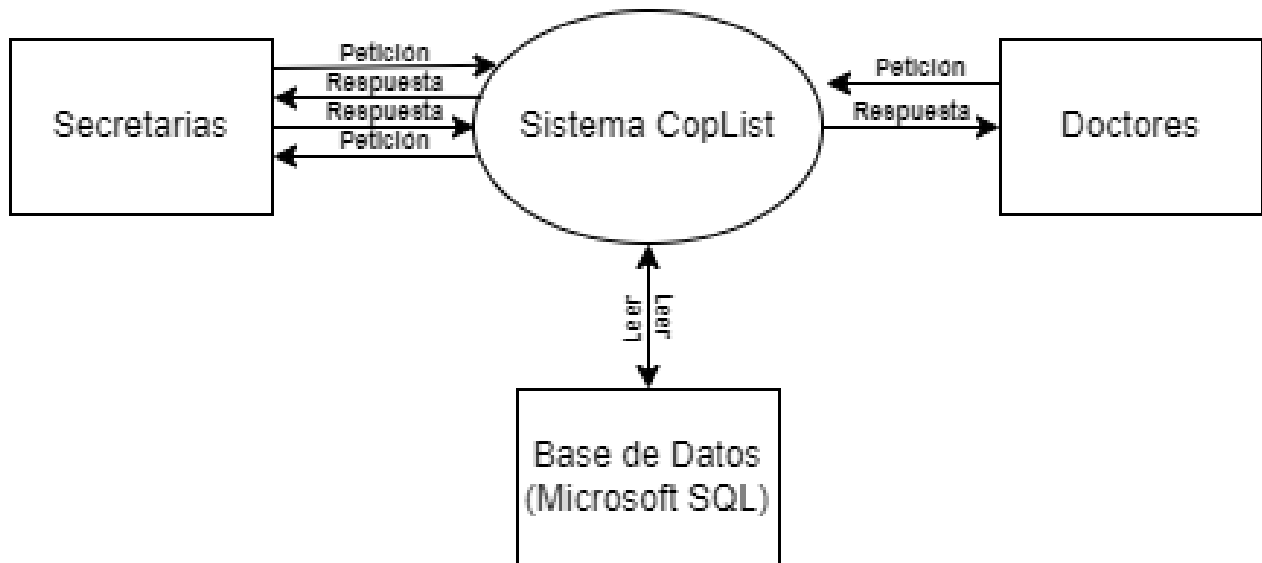 Petición
Respuesta
Respuesta
Petición
Secretarias
Sistema CopList
Petición
Respuesta
Doctores
Leer
Leer
Base de Datos
(Microsoft SQL)